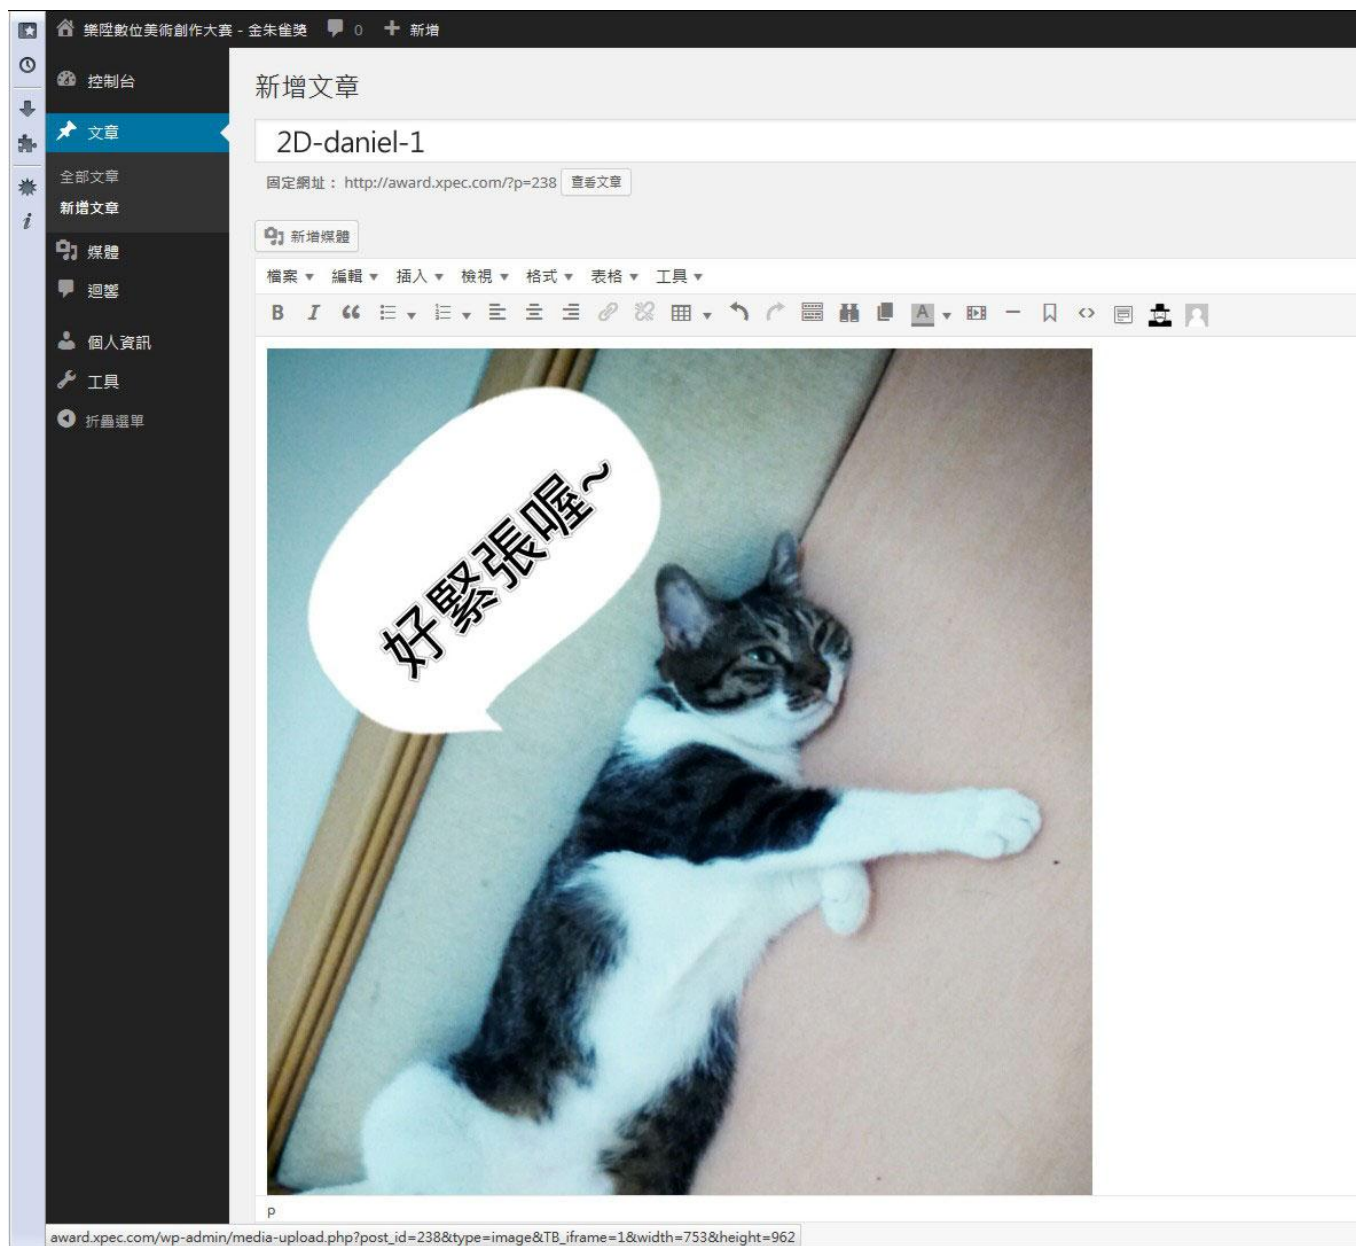 樂陞數位美術創作大賽 - 金朱雀獎 0 新增
控制台
文章
全部文章
新增文章
媒體
迴響
個人資訊
工具
折疊選單
新增文章
2D-daniel-1
固定網址： http://award.xpec.com/?p=238 查看文章
新增媒體
檔案 編輯 插入 檢視 格式 表格 工具
好緊張喔~
p
award.xpec.com/wp-admin/media-upload.php?post_id=238&type=image&TB_iframe=1&width=753&height=962